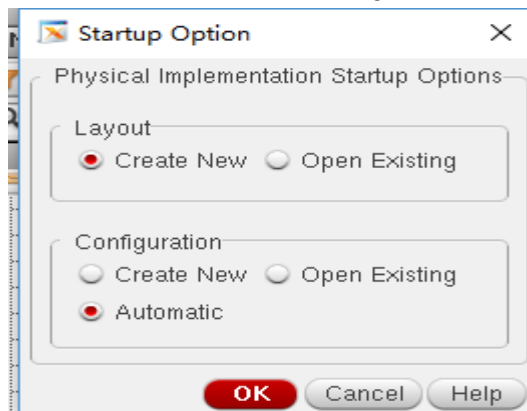 Startup Option
Physical Implementation Startup Options
Layout
Create New Open Existing
Configuration
Create New Open Existing
Automatic
OK Cancel Help